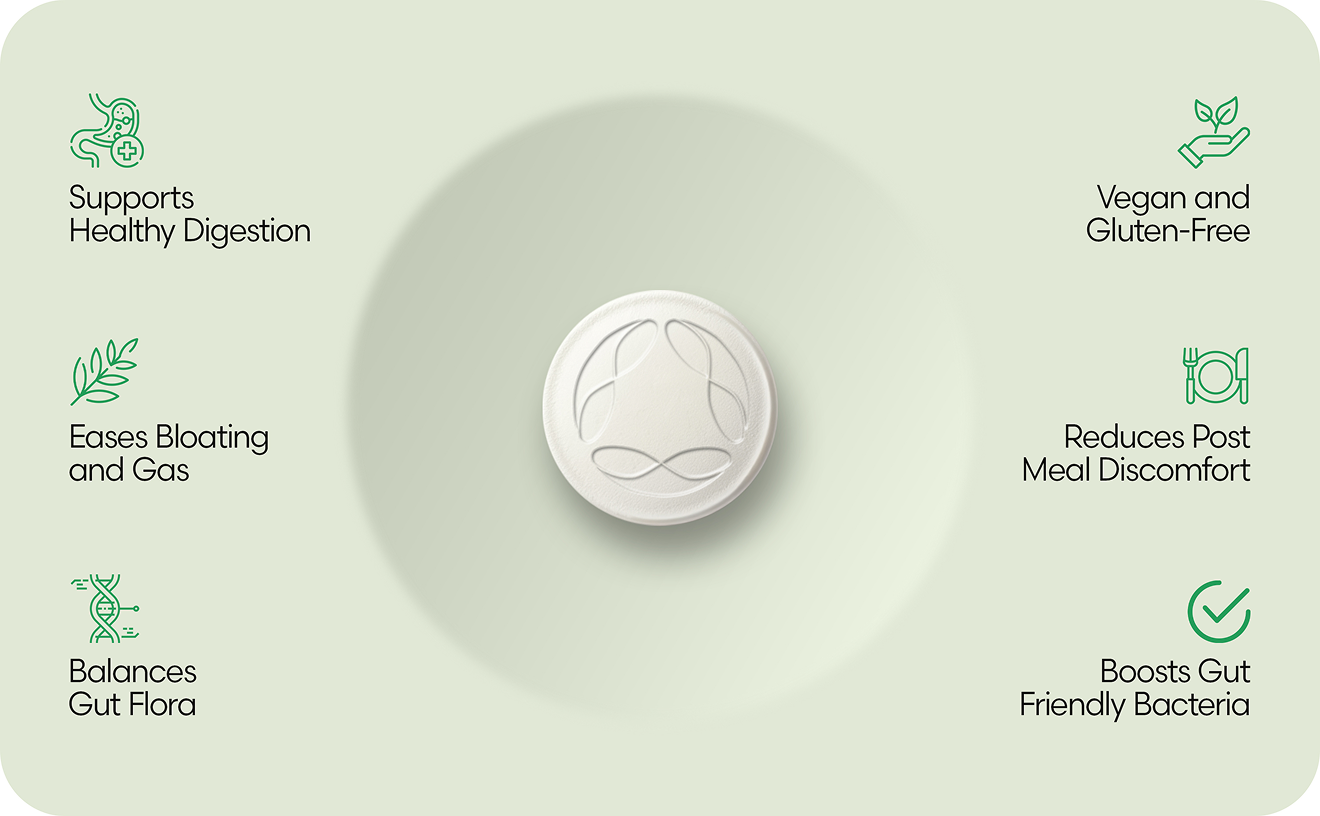 Supports
Healthy Digestion
Eases Bloating
and Gas
Balances
Gut Flora
Vegan and
Gluten-Free
Reduces Post
Meal Discomfort
Boosts Gut
Friendly Bacteria